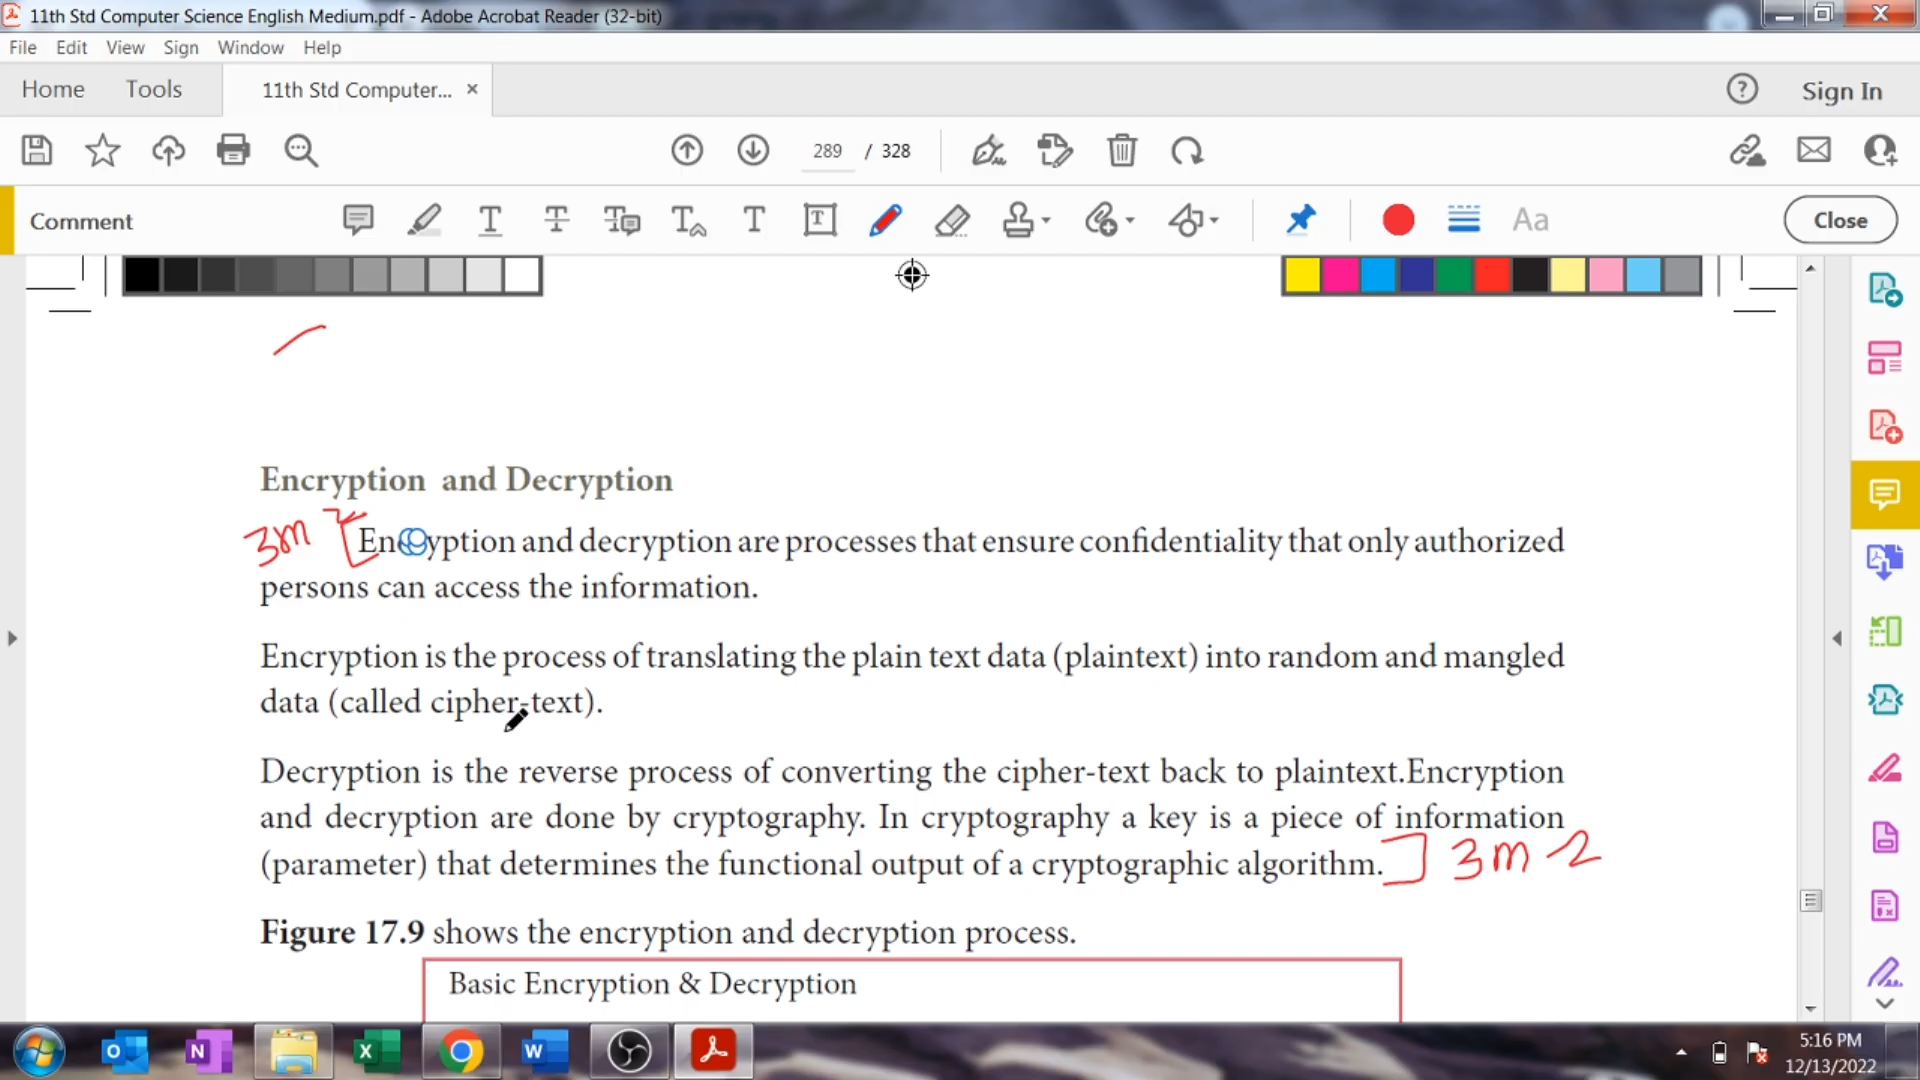 11th Std Computer Science English Medium.pdf - Adobe Acrobat Reader (32-bit)
File Edit View Sign Window Help
Home Tools 11th Std Computer... × Sign In
289 / 328
Comment Aa Close
Encryption and Decryption
3m 2 Encryption and decryption are processes that ensure confidentiality that only authorized
persons can access the information.
Encryption is the process of translating the plain text data (plaintext) into random and mangled
data (called cipher-text).
Decryption is the reverse process of converting the cipher-text back to plaintext.Encryption
and decryption are done by cryptography. In cryptography a key is a piece of information
(parameter) that determines the functional output of a cryptographic algorithm. 3m 2
Figure 17.9 shows the encryption and decryption process.
Basic Encryption & Decryption
5:16 PM
12/13/2022